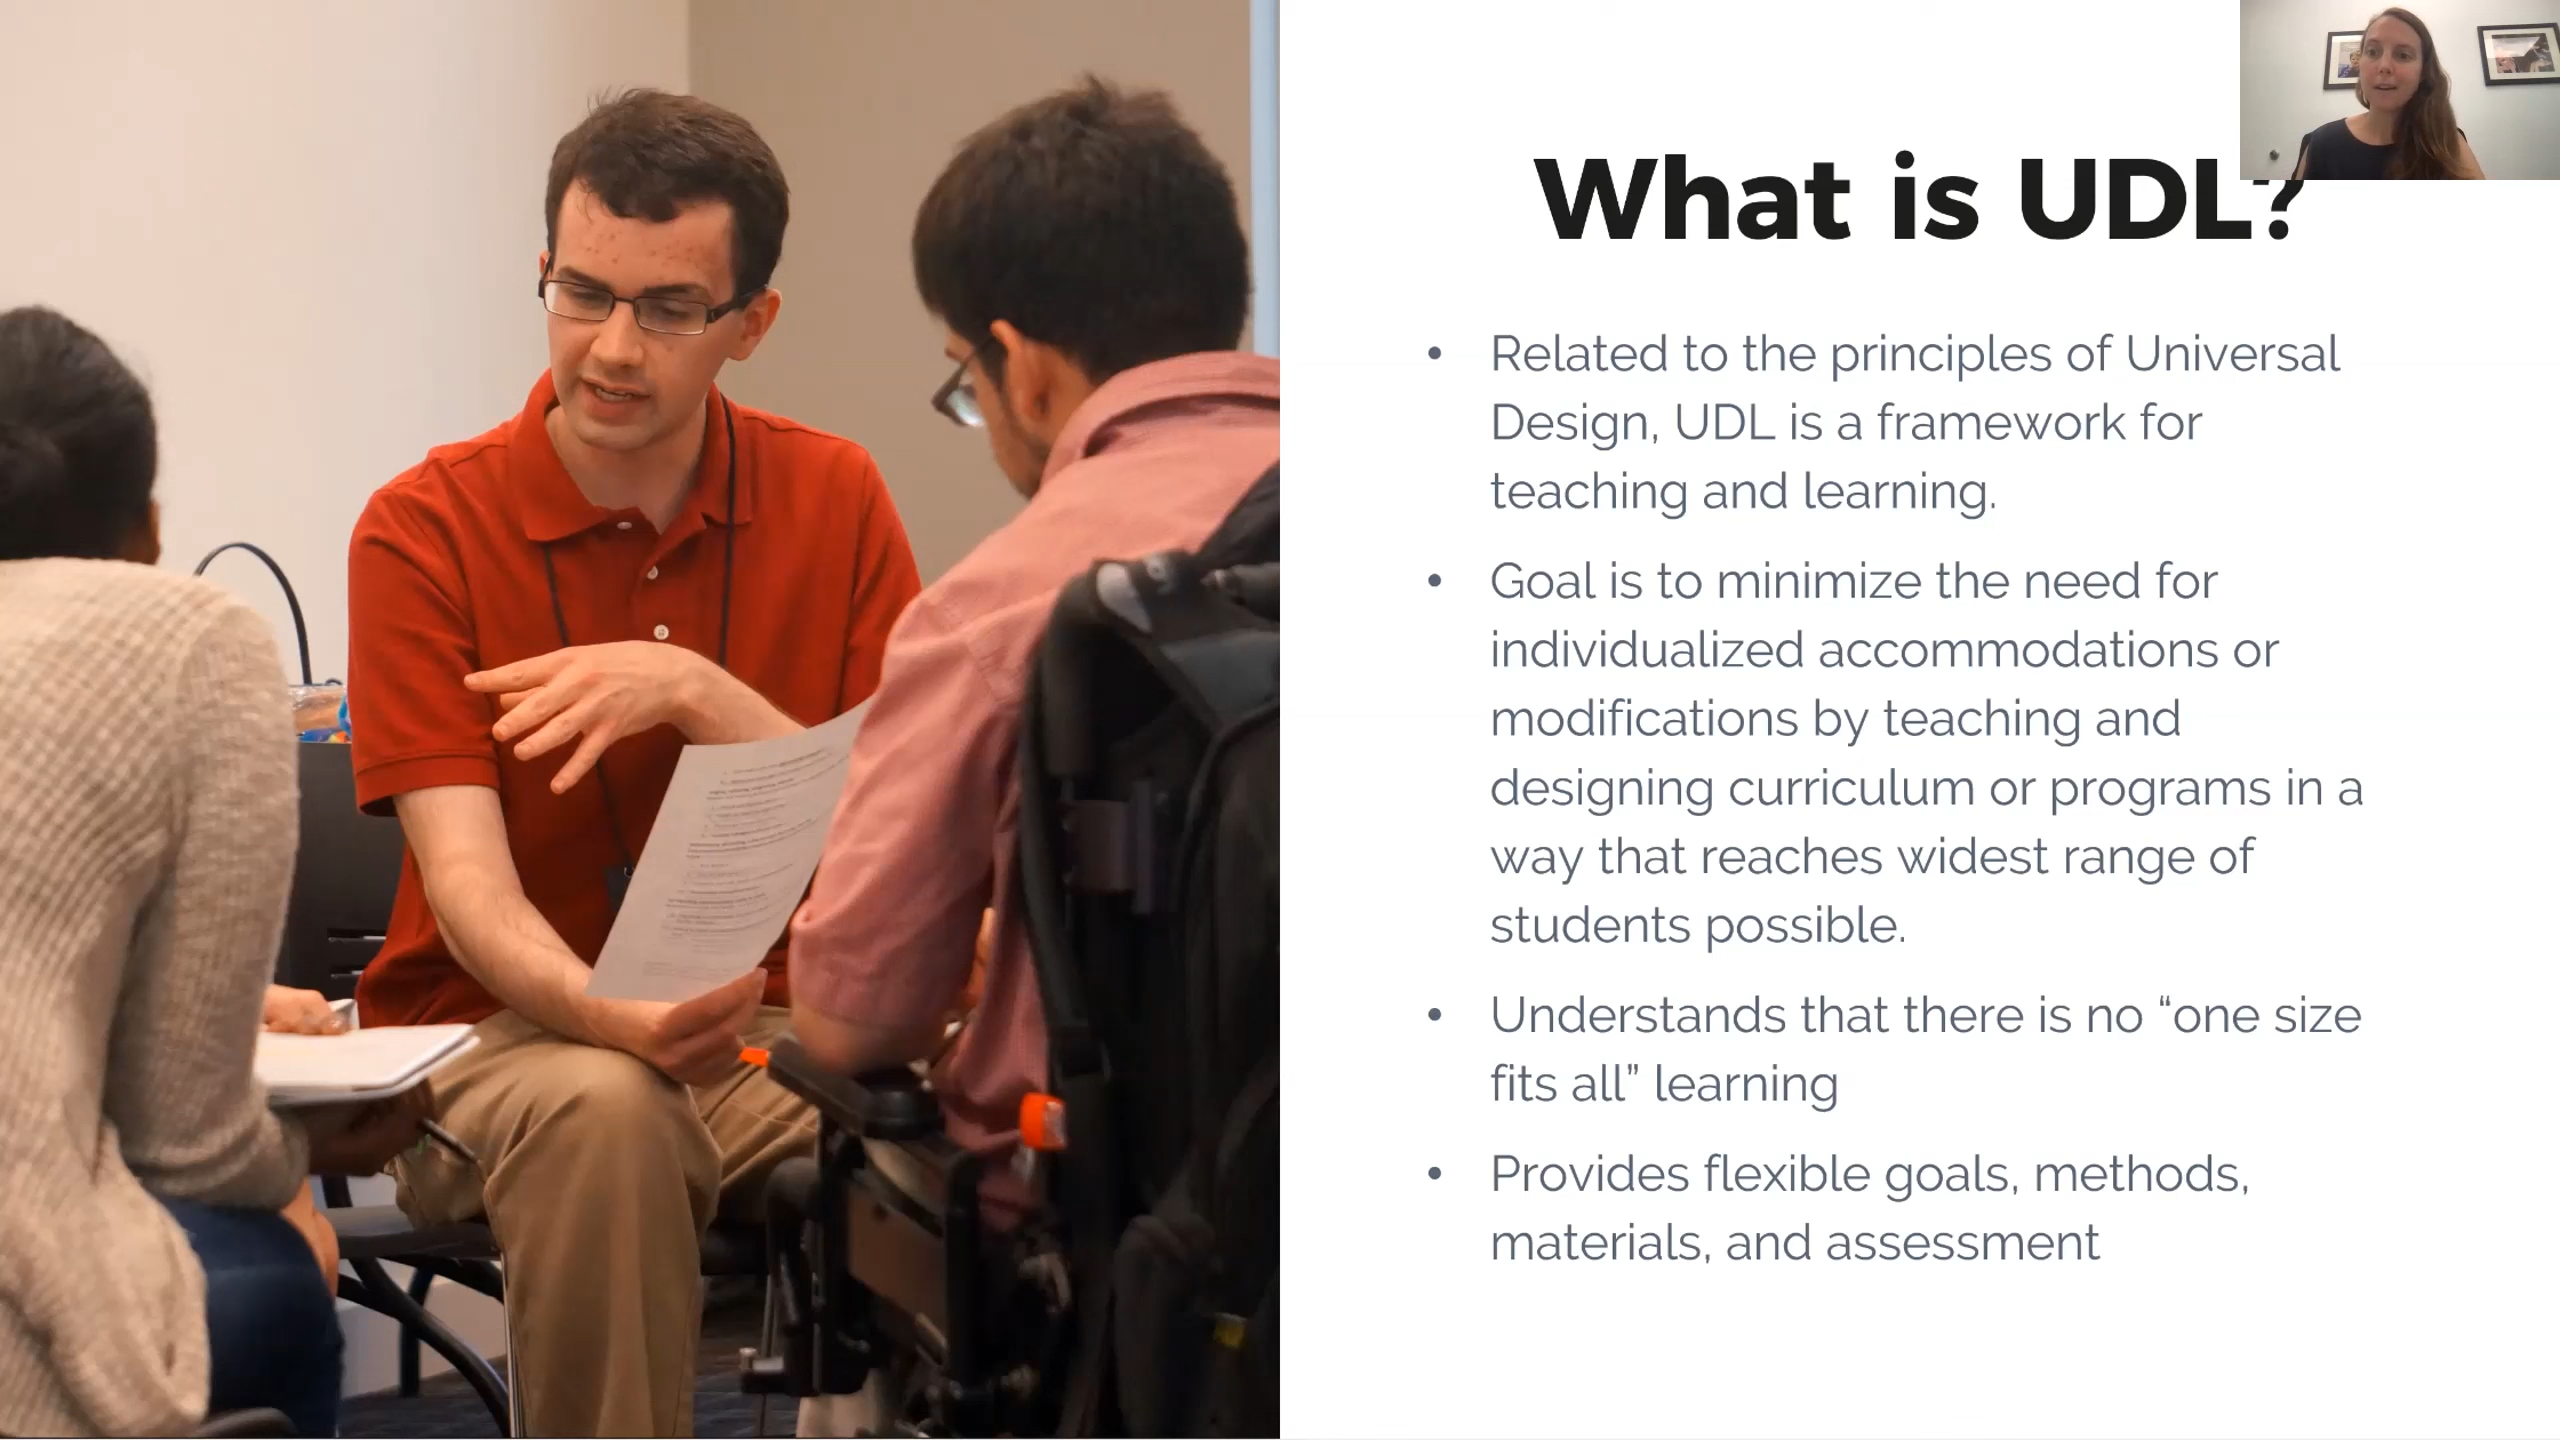 What is UDL?
• Related to the principles of Universal
Design, UDL is a framework for
teaching and learning.
• Goal is to minimize the need for
individualized accommodations or
modifications by teaching and
designing curriculum or programs in a
way that reaches widest range of
students possible.
• Understands that there is no “one size
fits all” learning
• Provides flexible goals, methods,
materials, and assessment